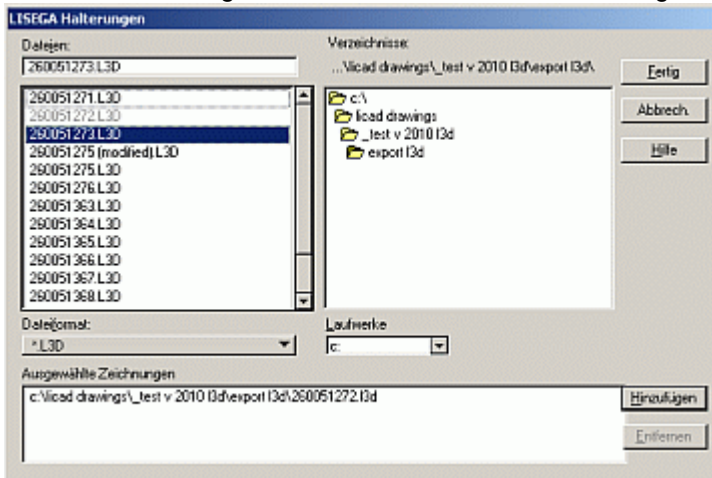 LISEGA Halterungen
Dateien:
260051273.L3D
260051271.L3D
260051272.L3D
260051273.L3D
260051275 (modified).L3D
260051275.L3D
260051276.L3D
260051363.L3D
260051364.L3D
260051365.L3D
260051366.L3D
260051367.L3D
260051368.L3D
Dateiformat:
*.L3D
Verzeichnisse:
...\licad drawings\_test v 2010 l3d\export l3d\
c:\
licad drawings
_test v 2010 l3d
export l3d
Laufwerke
c:
Fertig
Abbrech.
Hilfe
Ausgewählte Zeichnungen
c:\licad drawings\_test v 2010 l3d\export l3d\260051272.l3d
Hinzufügen
Entfernen